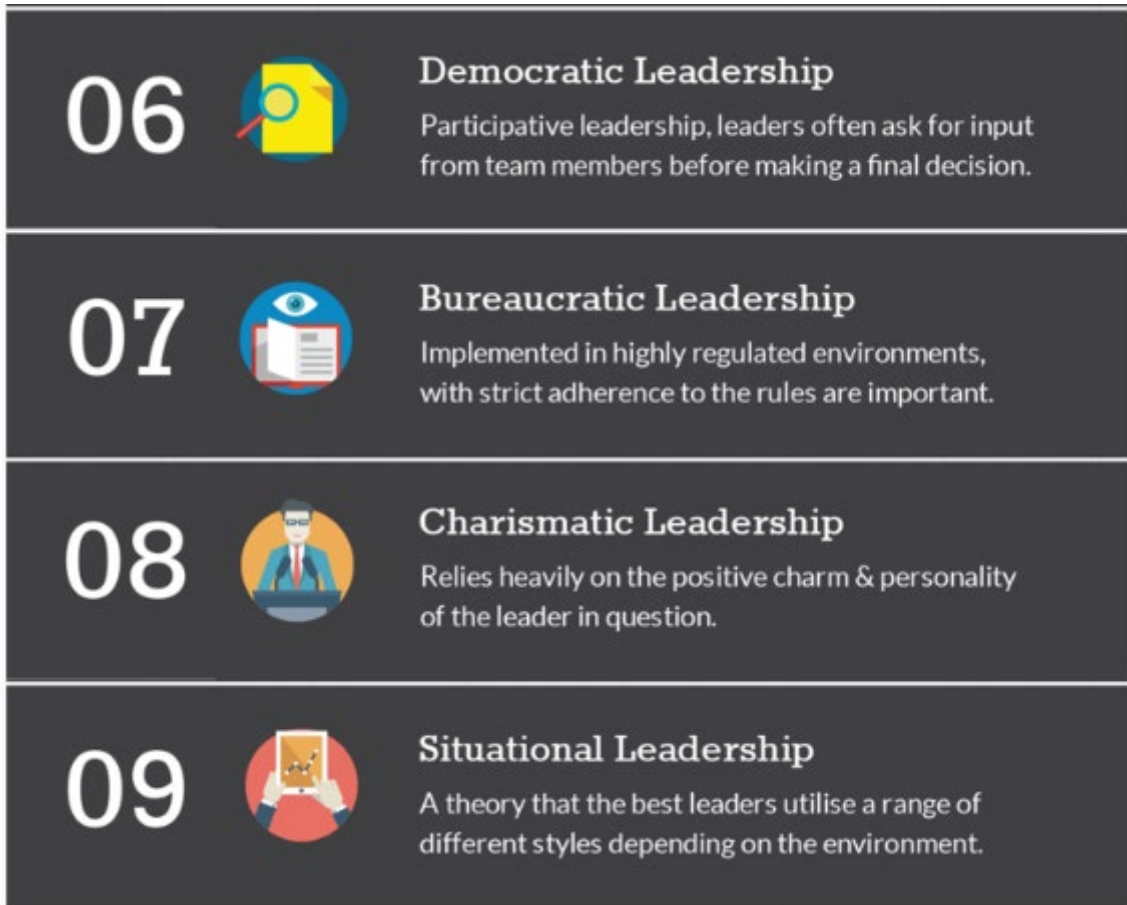 06
Democratic Leadership
Participative leadership, leaders often ask for input
from team members before making a final decision.
07
Bureaucratic Leadership
Implemented in highly regulated environments,
with strict adherence to the rules are important.
08
Charismatic Leadership
Relies heavily on the positive charm & personality
of the leader in question.
09
Situational Leadership
A theory that the best leaders utilise a range of
different styles depending on the environment.